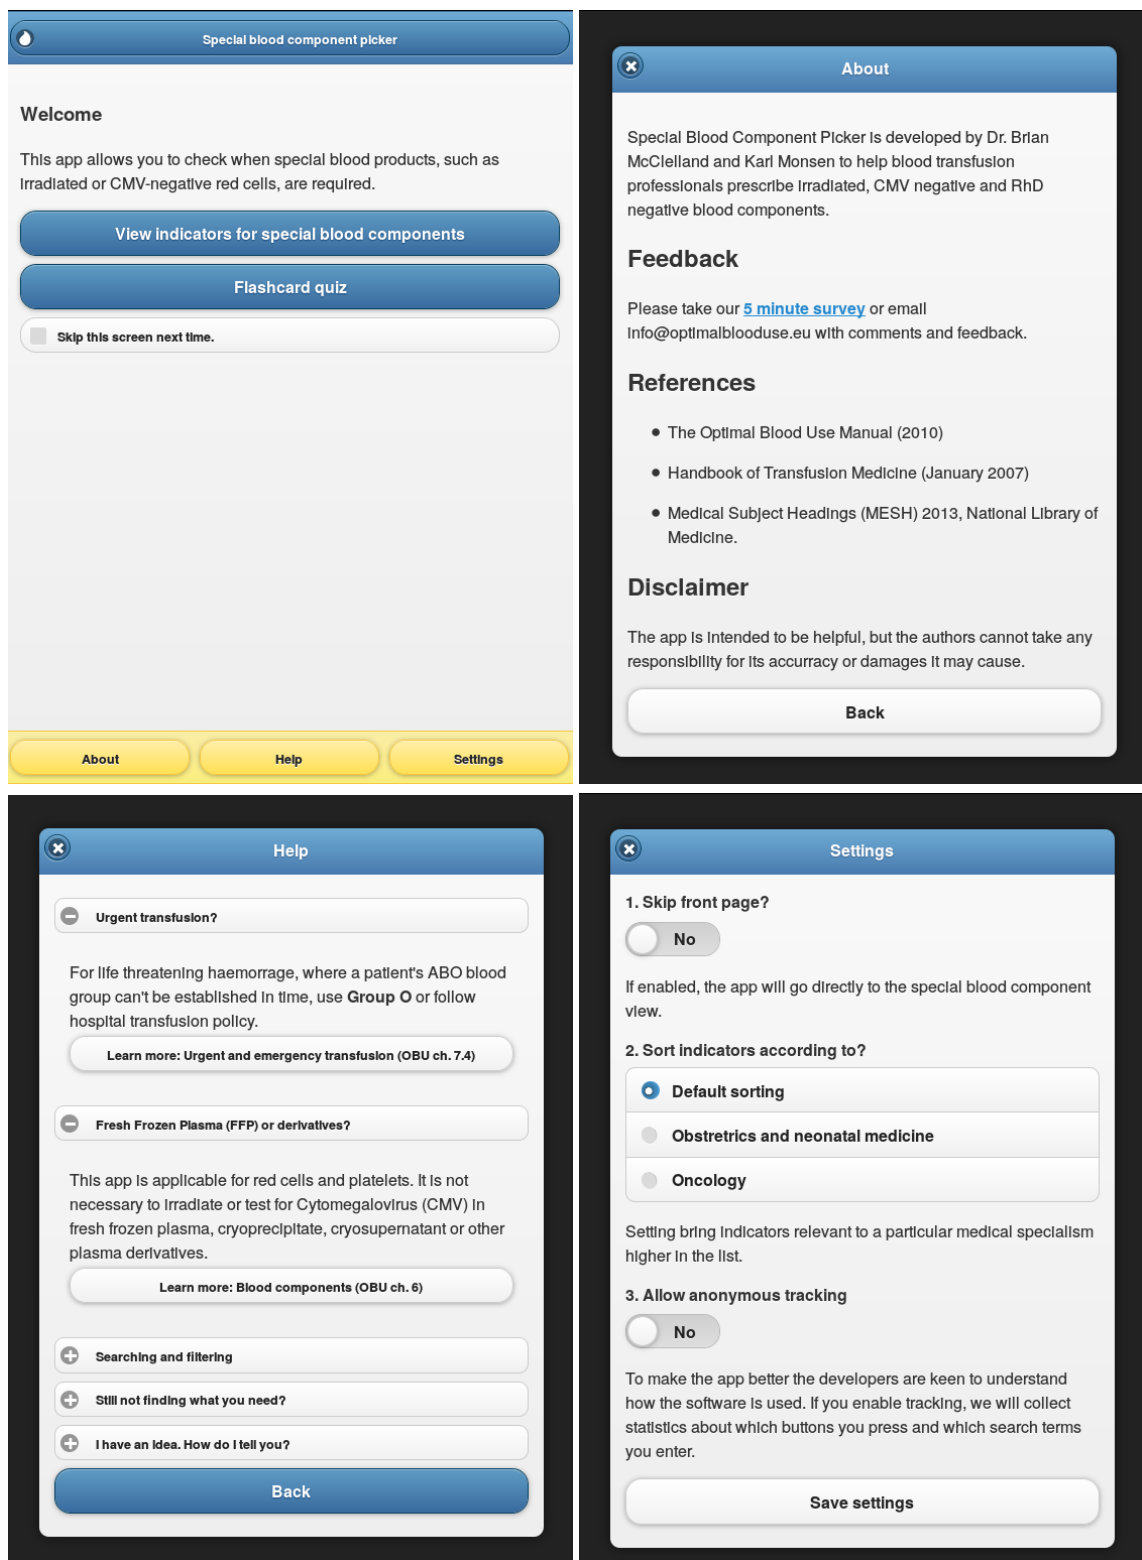 Special blood component picker
Welcome
This app allows you to check when special blood products, such as
irradiated or CMV-negative red cells, are required.
View indicators for special blood components
Flashcard quiz
Skip this screen next time.
About
Help
Settings
About
Special Blood Component Picker is developed by Dr. Brian
McClelland and Karl Monsen to help blood transfusion
professionals prescribe irradiated, CMV negative and RhD
negative blood components.
Feedback
Please take our 5 minute survey or email
info@optimalblooduse.eu with comments and feedback.
References
• The Optimal Blood Use Manual (2010)
• Handbook of Transfusion Medicine (January 2007)
• Medical Subject Headings (MESH) 2013, National Library of
Medicine.
Disclaimer
The app is intended to be helpful, but the authors cannot take any
responsibility for its accurracy or damages it may cause.
Back
Help
Urgent transfusion?
For life threatening haemorrage, where a patient's ABO blood
group can't be established in time, use Group O or follow
hospital transfusion policy.
Learn more: Urgent and emergency transfusion (OBU ch. 7.4)
Fresh Frozen Plasma (FFP) or derivatives?
This app is applicable for red cells and platelets. It is not
necessary to irradiate or test for Cytomegalovirus (CMV) in
fresh frozen plasma, cryoprecipitate, cryosupernatant or other
plasma derivatives.
Learn more: Blood components (OBU ch. 6)
Searching and filtering
Still not finding what you need?
I have an idea. How do I tell you?
Back
Settings
1. Skip front page?
No
If enabled, the app will go directly to the special blood component
view.
2. Sort indicators according to?
Default sorting
Obstretrics and neonatal medicine
Oncology
Setting bring indicators relevant to a particular medical specialism
higher in the list.
3. Allow anonymous tracking
No
To make the app better the developers are keen to understand
how the software is used. If you enable tracking, we will collect
statistics about which buttons you press and which search terms
you enter.
Save settings